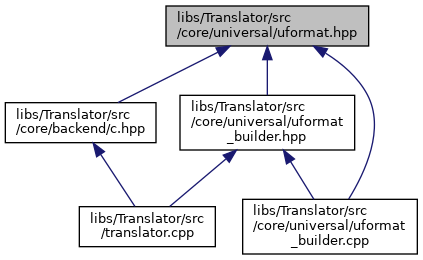 libs/Translator/src
/core/universal/uformat.hpp
libs/Translator/src
/core/backend/c.hpp
libs/Translator/src
/core/universal/uformat
_builder.hpp
libs/Translator/src
/translator.cpp
libs/Translator/src
/core/universal/uformat
_builder.cpp